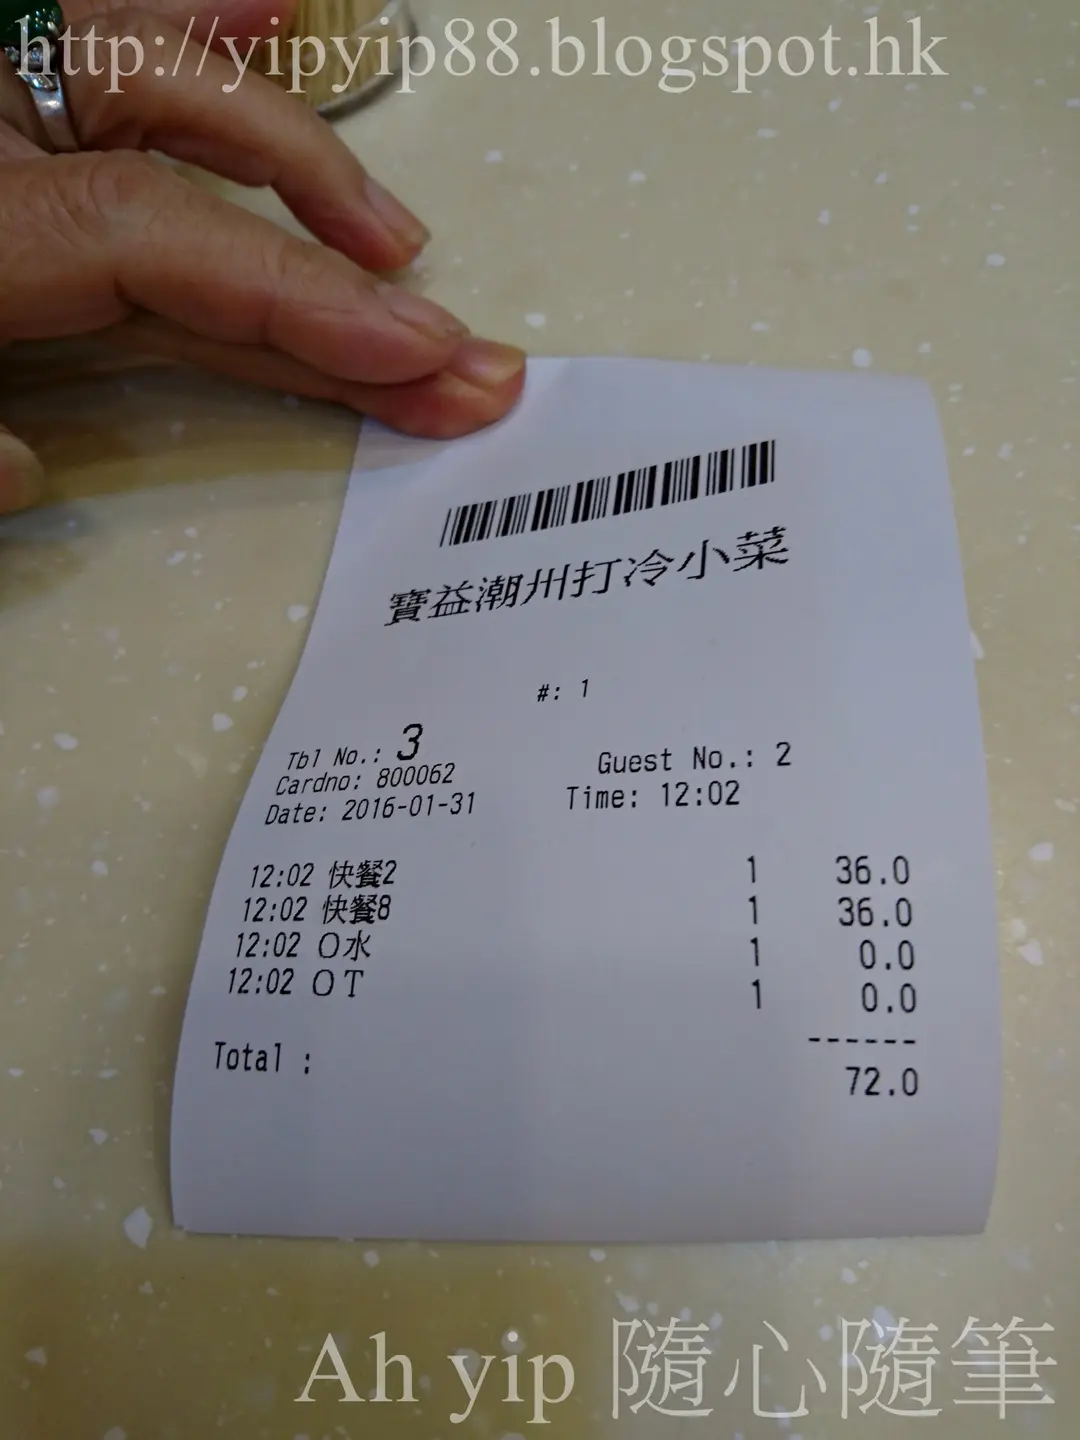 http://yipyip88.blogspot.hk
寶益潮州打冷小菜
#: 1
Tbl No.: 3
Guest No.: 2
Cardno: 800062
Date: 2016-01-31
Time: 12:02
12:02 快餐2 1 36.0
12:02 快餐8 1 36.0
12:02 O水 1 0.0
12:02 OT 1 0.0
------
Total : 72.0
Ah yip 隨心隨筆